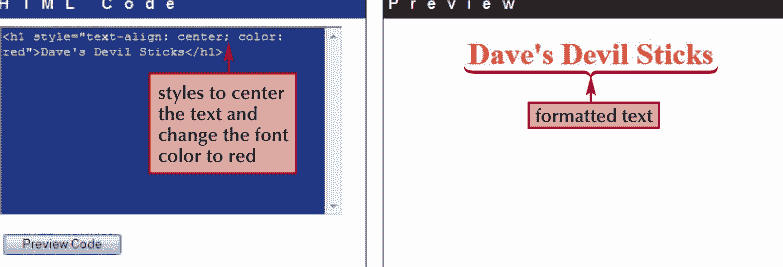 HTML Code
<h1 style="text-align: center; color:
red">Dave's Devil Sticks</h1>
styles to center
the text and
change the font
color to red
Preview Code
Preview
Dave's Devil Sticks
formatted text